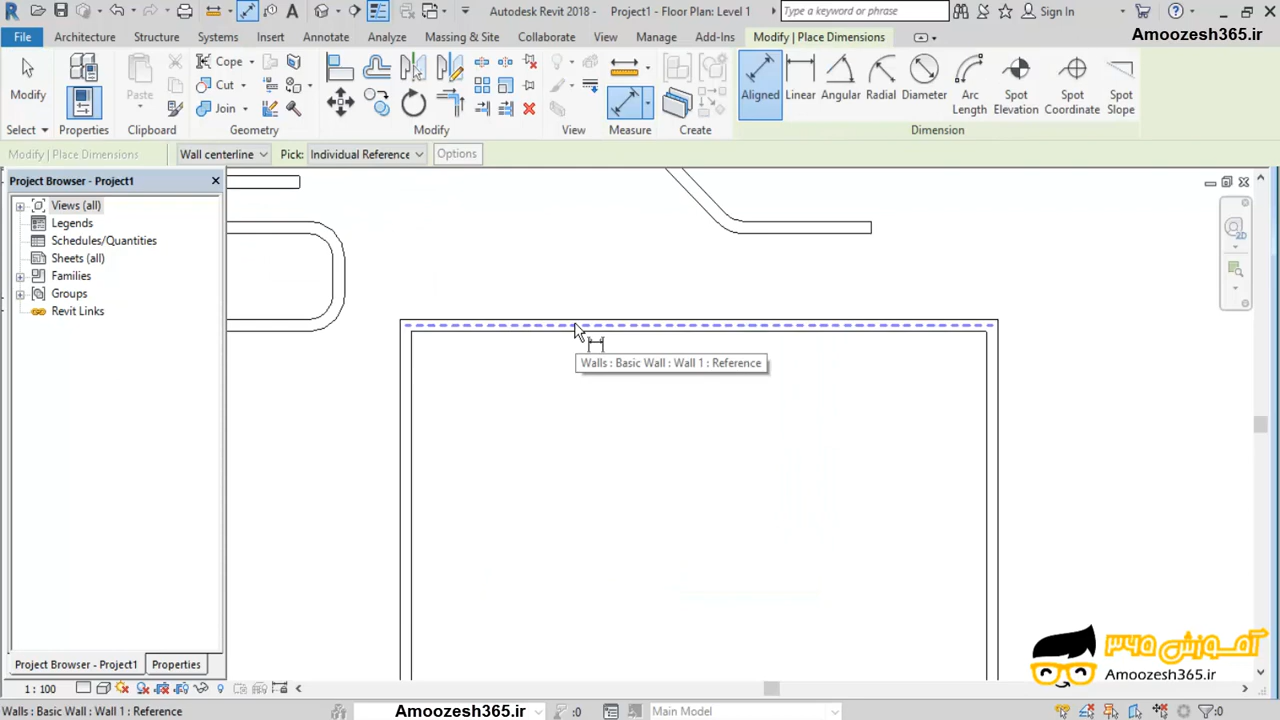 Autodesk Revit 2018 - Project1 - Floor Plan: Level 1
Type a keyword or phrase
Sign In
File
Architecture
Structure
Systems
Insert
Annotate
Analyze
Massing & Site
Collaborate
View
Manage
Add-Ins
Modify | Place Dimensions
Amoozesh365.ir
Modify
Paste
Cope
Cut
Join
Aligned
Linear
Angular
Radial
Diameter
Arc Length
Spot Elevation
Spot Coordinate
Spot Slope
Select
Properties
Clipboard
Geometry
Modify
View
Measure
Create
Dimension
Modify | Place Dimensions
Wall centerline
Pick:
Individual Reference
Options
Project Browser - Project1
Views (all)
Legends
Schedules/Quantities
Sheets (all)
Families
Groups
Revit Links
2D
Walls : Basic Wall : Wall 1 : Reference
Project Browser - Project1
Properties
آموزش ۳۶۵
Amoozesh365.ir
1 : 100
Walls : Basic Wall : Wall 1 : Reference
Amoozesh365.ir
:0
Main Model
:0